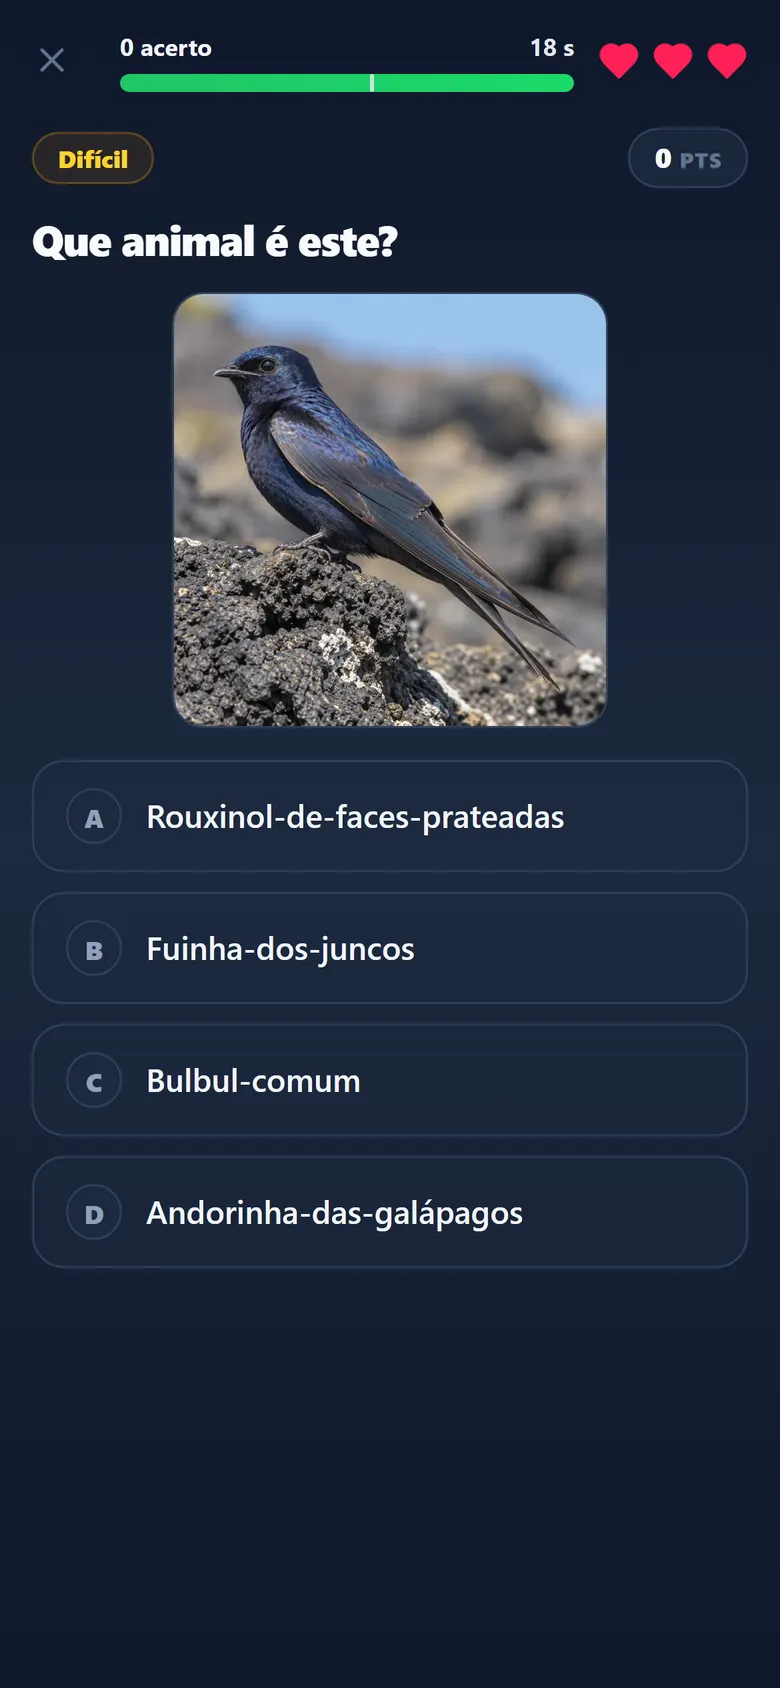 0 acerto
18 s
Difícil
0 PTS
Que animal é este?
A Rouxinol-de-faces-prateadas
B Fuinha-dos-juncos
C Bulbul-comum
D Andorinha-das-galápagos